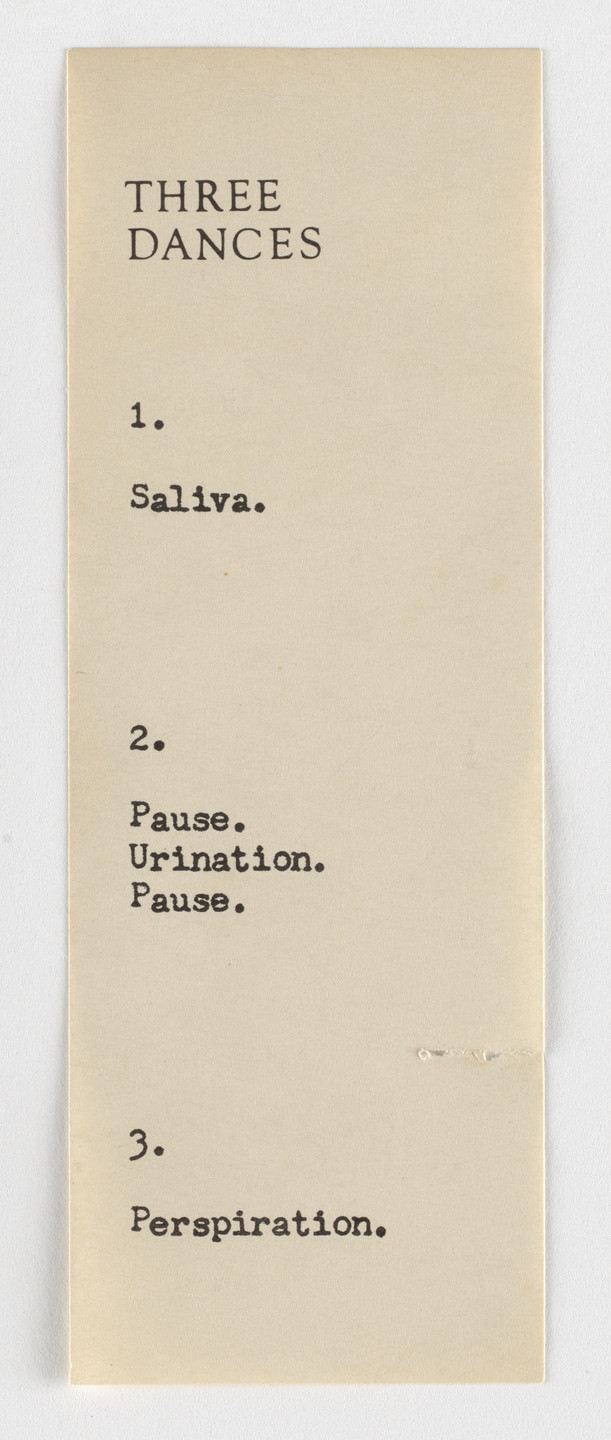 THREE
DANCES
1.
Saliva.
2.
Pause.
Urination.
Pause.
3.
Perspiration.